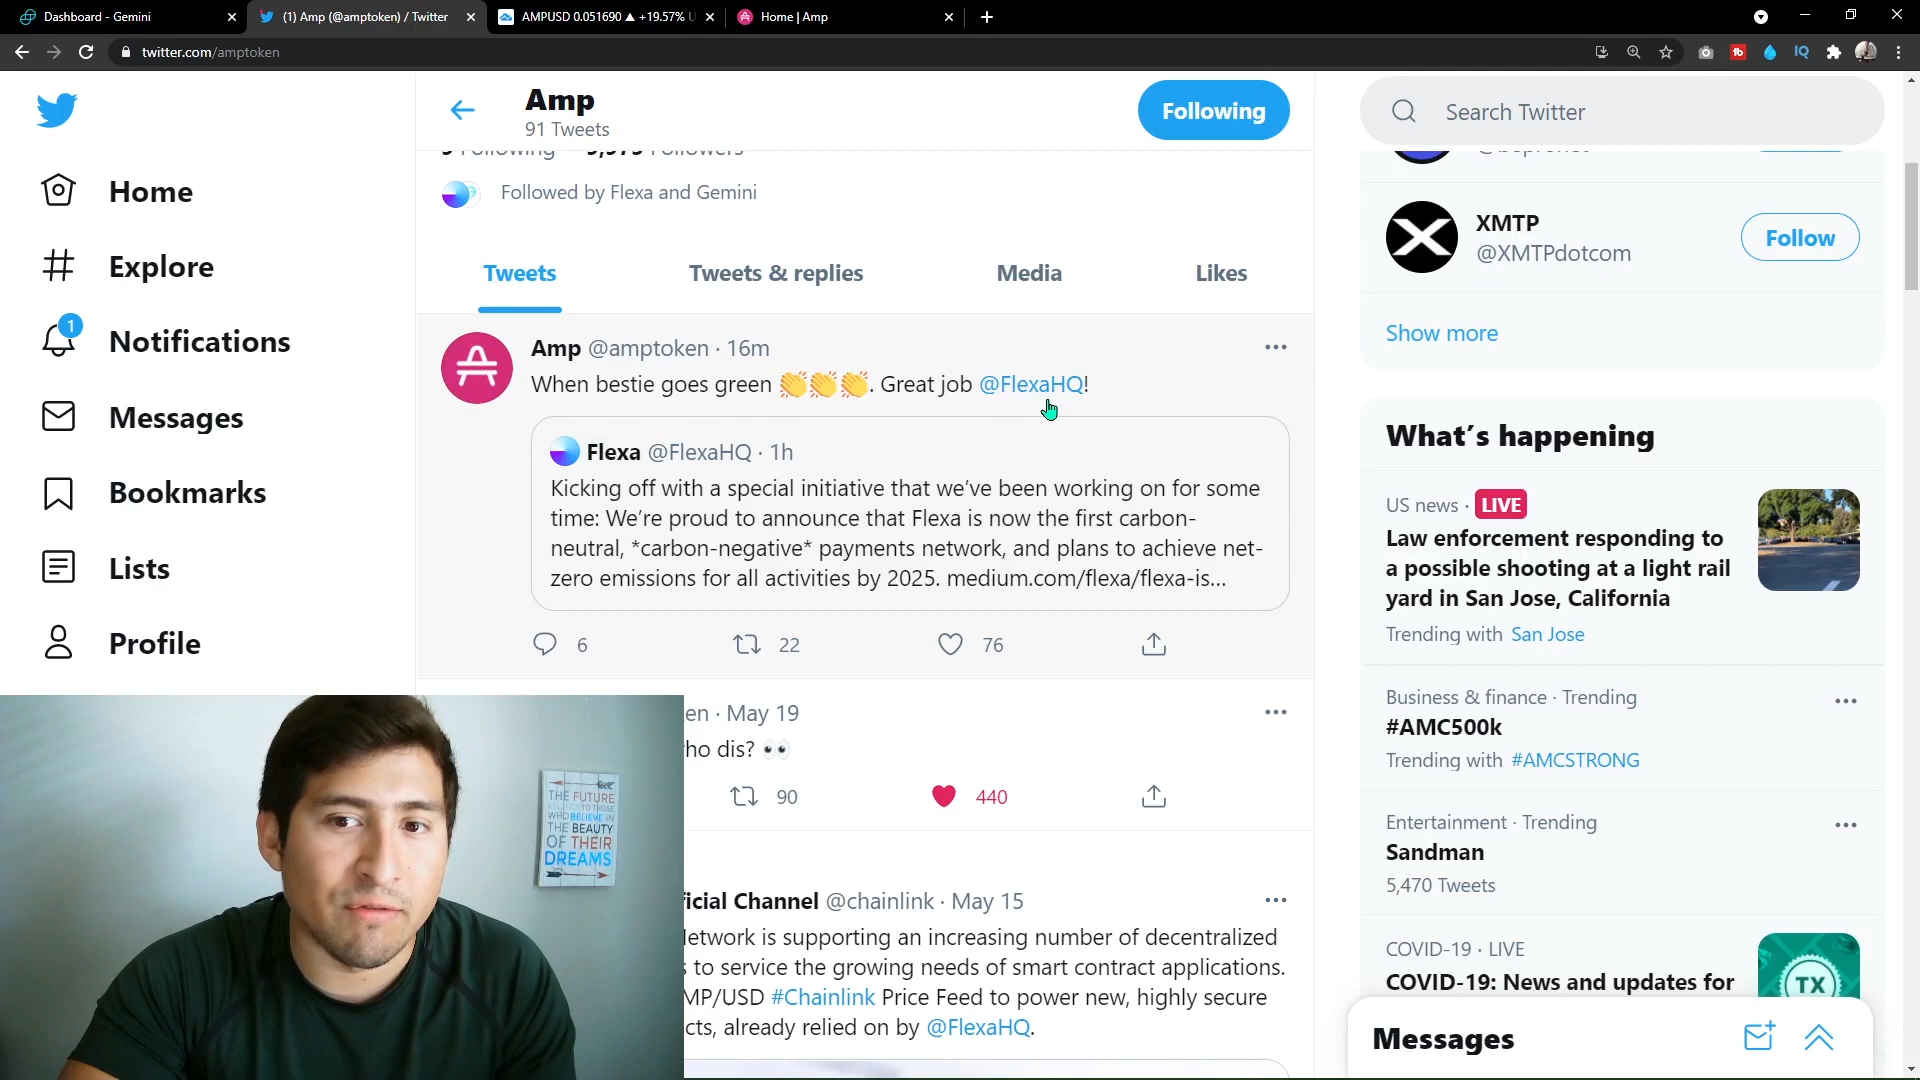 Dashboard - Gemini
(1) Amp (@amptoken) / Twitter
AMPUSD 0.051690 ▲ +19.57% U
Home | Amp
twitter.com/amptoken
Amp
91 Tweets
Following
Search Twitter
Followed by Flexa and Gemini
Home
Explore
1
Notifications
Messages
Bookmarks
Lists
Profile
Tweets
Tweets & replies
Media
Likes
Amp @amptoken · 16m
When bestie goes green 👏👏👏. Great job @FlexaHQ!
Flexa @FlexaHQ · 1h
Kicking off with a special initiative that we've been working on for some
time: We're proud to announce that Flexa is now the first carbon-
neutral, *carbon-negative* payments network, and plans to achieve net-
zero emissions for all activities by 2025. medium.com/flexa/flexa-is...
6
22
76
en · May 19
ho dis? 👀
90
440
ficial Channel @chainlink · May 15
etwork is supporting an increasing number of decentralized
s to service the growing needs of smart contract applications.
MP/USD #Chainlink Price Feed to power new, highly secure
cts, already relied on by @FlexaHQ.
XMTP
@XMTPdotcom
Follow
Show more
What's happening
US news · LIVE
Law enforcement responding to
a possible shooting at a light rail
yard in San Jose, California
Trending with San Jose
Business & finance · Trending
#AMC500k
Trending with #AMCSTRONG
Entertainment · Trending
Sandman
5,470 Tweets
COVID-19 · LIVE
COVID-19: News and updates for
TX
Messages
THE FUTURE
BELONGS TO THOSE
WHO BELIEVE IN
THE BEAUTY
OF THEIR
DREAMS